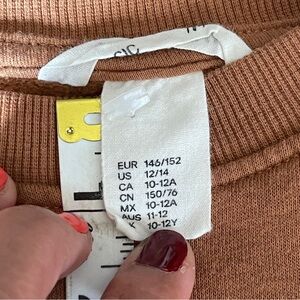 EUR 146/152
US 12/14
CA 10-12A
CN 150/76
MX 10-12A
AUS 11-12
10-12Y